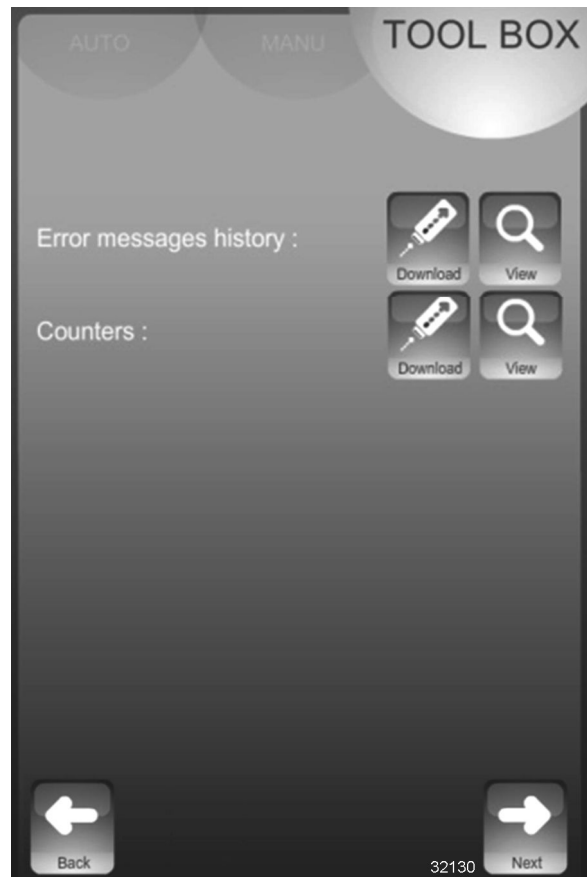 AUTO MANU TOOL BOX
Error messages history :
Download View
Counters :
Download View
Back 32130 Next